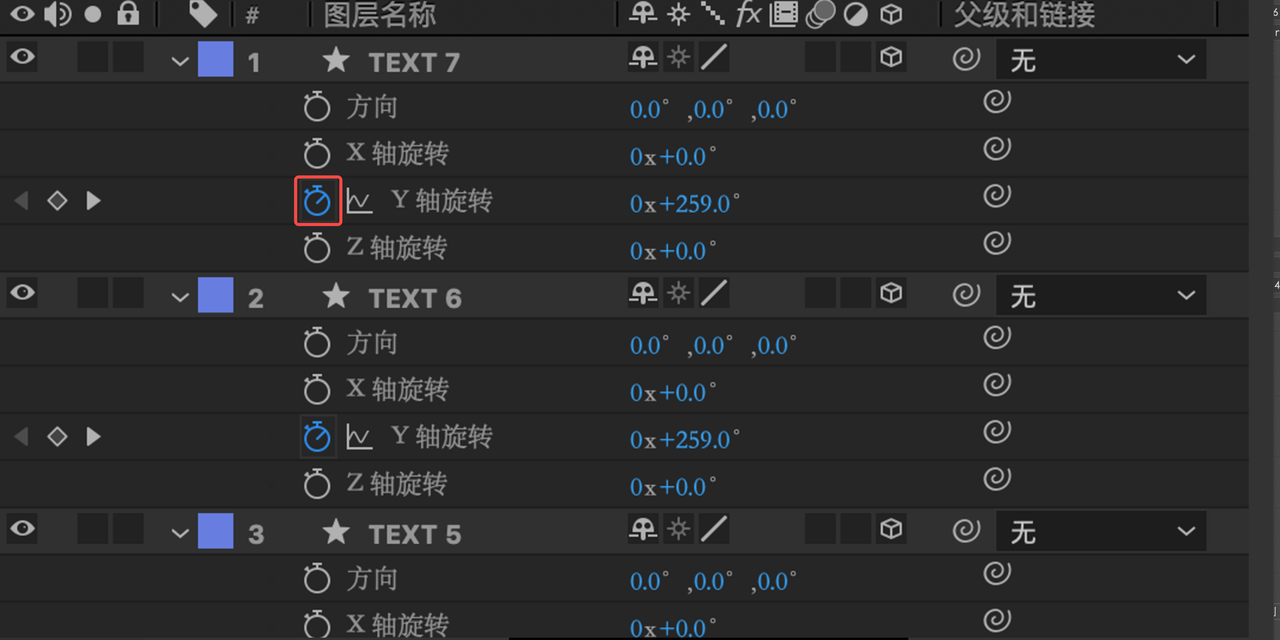 # 图层名称 fx 父级和链接
1 TEXT 7 无
方向 0.0° ,0.0° ,0.0°
X 轴旋转 0x+0.0°
Y 轴旋转 0x+259.0°
Z 轴旋转 0x+0.0°
2 TEXT 6 无
方向 0.0° ,0.0° ,0.0°
X 轴旋转 0x+0.0°
Y 轴旋转 0x+259.0°
Z 轴旋转 0x+0.0°
3 TEXT 5 无
方向 0.0° ,0.0° ,0.0°
X 轴旋转 0x+0.0°